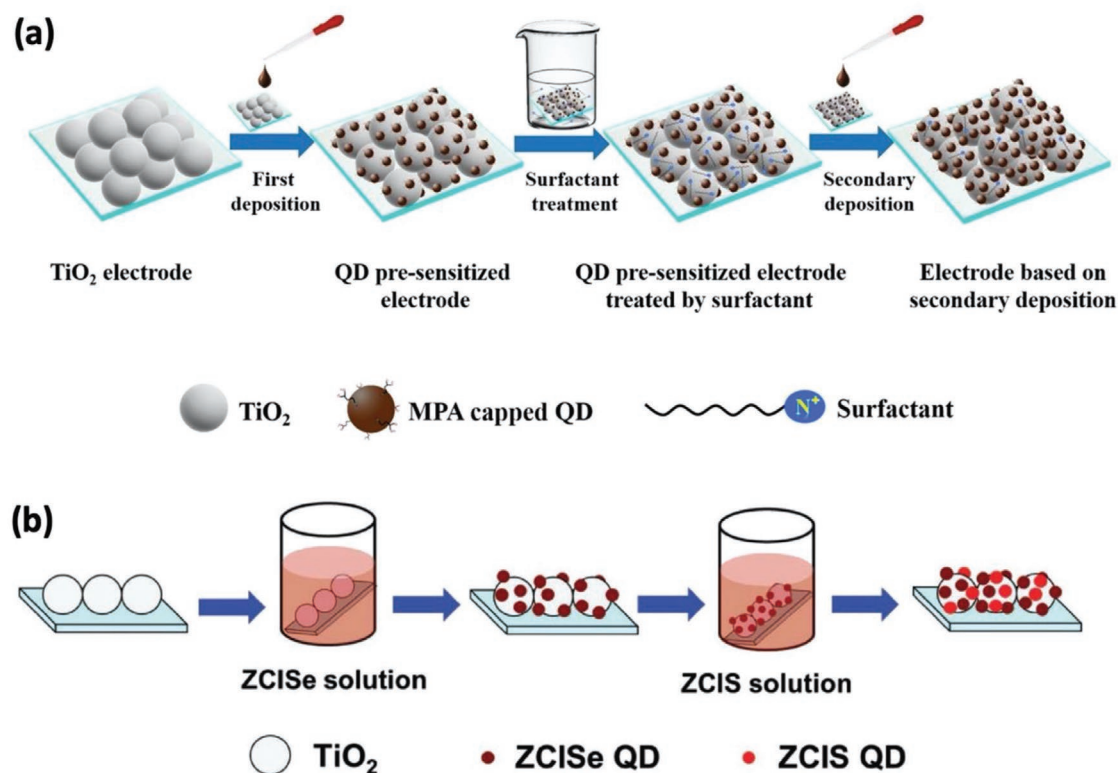 (a)
First
deposition
Surfactant
treatment
Secondary
deposition
TiO₂ electrode
QD pre-sensitized
electrode
QD pre-sensitized electrode
treated by surfactant
Electrode based on
secondary deposition
TiO₂
MPA capped QD
N⁺
Surfactant
(b)
ZCISe solution
ZCIS solution
TiO₂
ZCISe QD
ZCIS QD